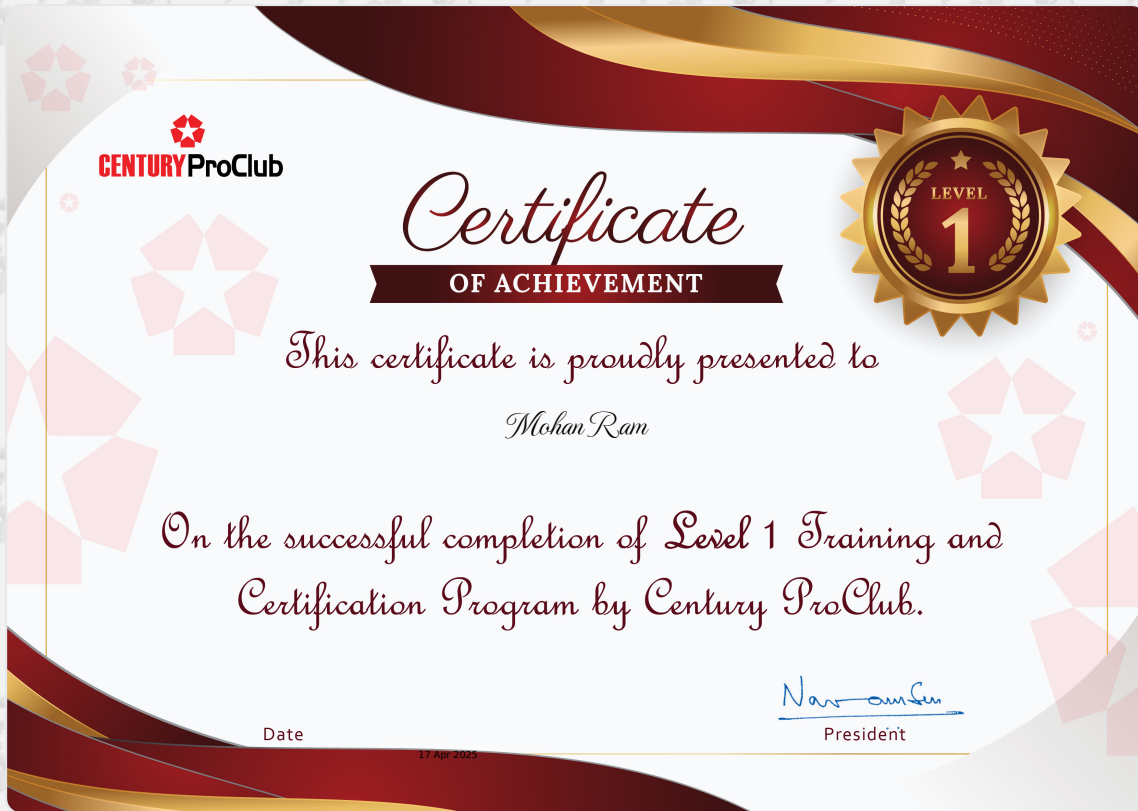 CENTURY ProClub
LEVEL
1
Certificate
OF ACHIEVEMENT
This certificate is proudly presented to
Mohan Ram
On the successful completion of Level 1 Training and
Certification Program by Century ProClub.
Date
President
17 Apr 2025